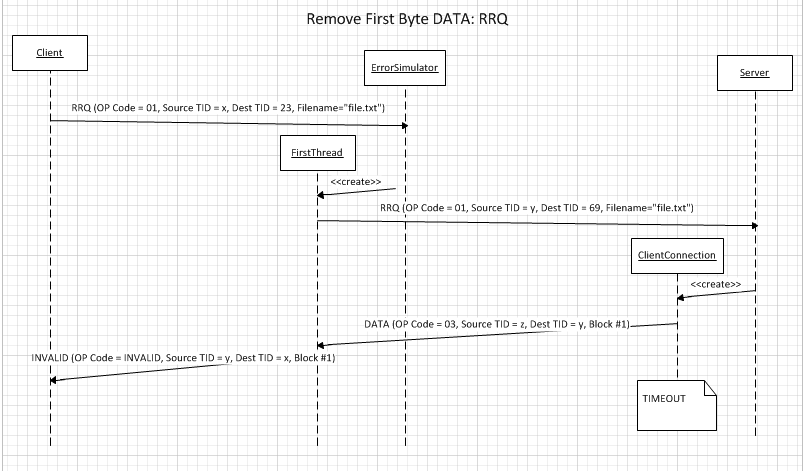 Remove First Byte DATA: RRQ
Client
ErrorSimulator
Server
RRQ (OP Code = 01, Source TID = x, Dest TID = 23, Filename="file.txt")
FirstThread
<<create>>
RRQ (OP Code = 01, Source TID = y, Dest TID = 69, Filename="file.txt")
ClientConnection
<<create>>
DATA (OP Code = 03, Source TID = z, Dest TID = y, Block #1)
INVALID (OP Code = INVALID, Source TID = y, Dest TID = x, Block #1)
TIMEOUT